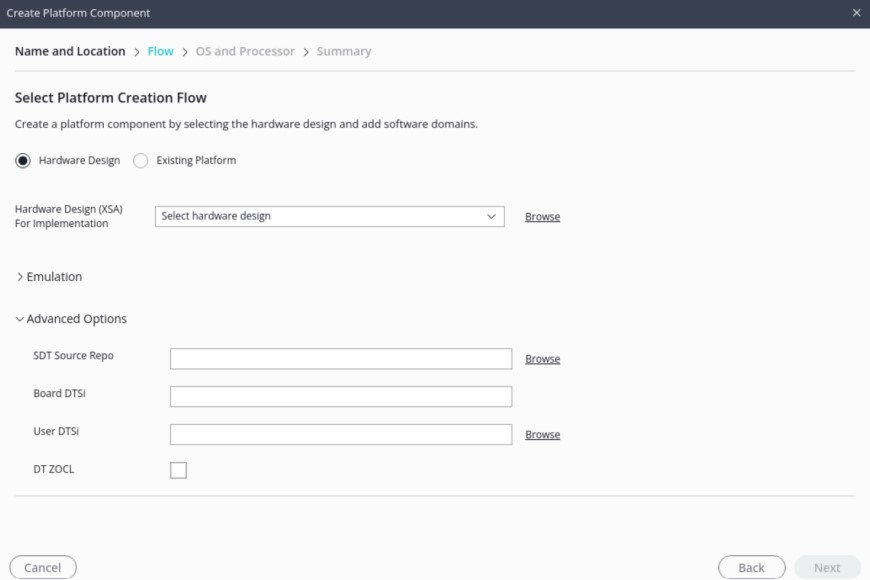 Create Platform Component
Name and Location > Flow > OS and Processor > Summary
Select Platform Creation Flow
Create a platform component by selecting the hardware design and add software domains.
Hardware Design Existing Platform
Hardware Design (XSA)
For Implementation
Select hardware design
Browse
Emulation
Advanced Options
SDT Source Repo
Browse
Board DTSi
User DTSi
Browse
DT ZOCL
Cancel Back Next